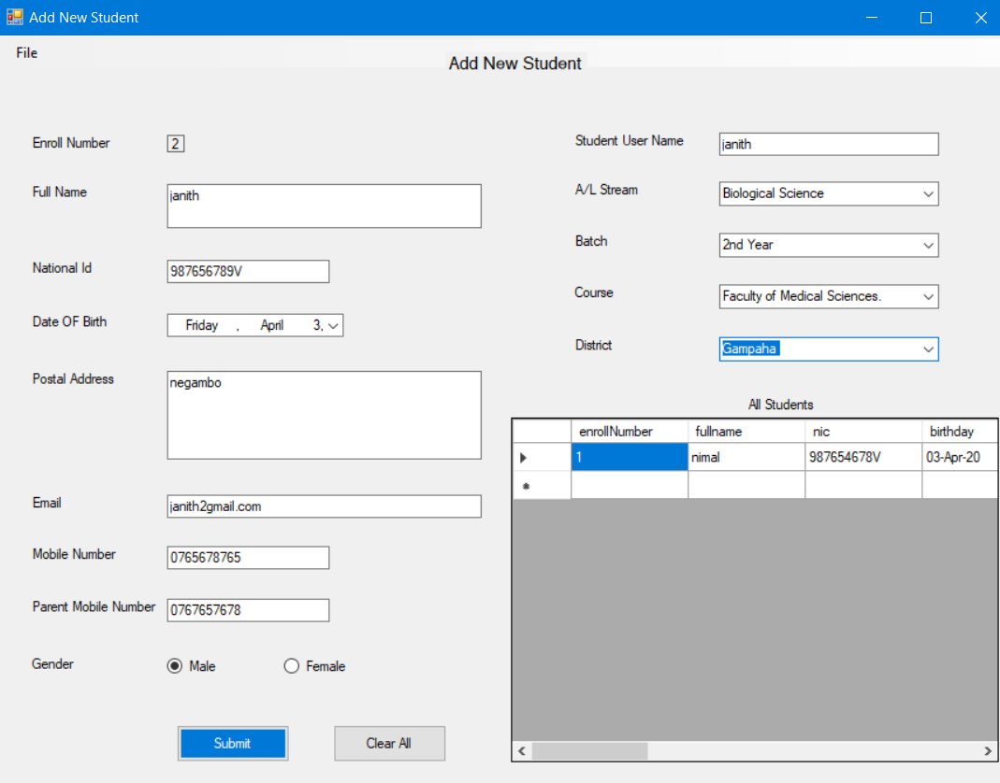 Add New Student
File
Add New Student
Enroll Number 2
Full Name janith
National Id 987656789V
Date OF Birth Friday , April 3,
Postal Address negambo
Email janith2gmail.com
Mobile Number 0765678765
Parent Mobile Number 0767657678
Gender Male Female
Submit Clear All
Student User Name janith
A/L Stream Biological Science
Batch 2nd Year
Course Faculty of Medical Sciences.
District Gampaha
All Students
enrollNumber fullname nic birthday
1 nimal 987654678V 03-Apr-20